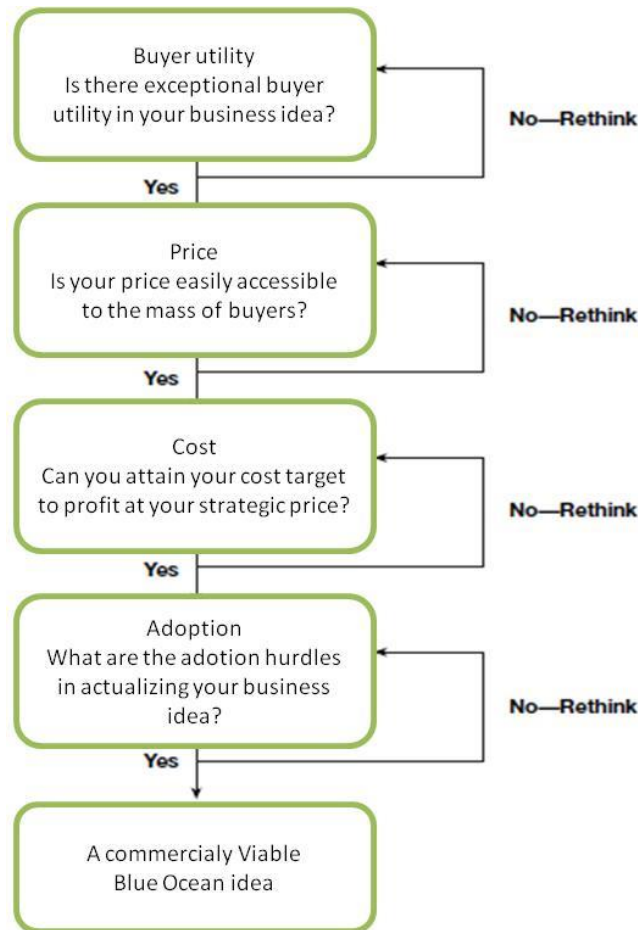 Buyer utility
Is there exceptional buyer
utility in your business idea?
No—Rethink
Yes
Price
Is your price easily accessible
to the mass of buyers?
No—Rethink
Yes
Cost
Can you attain your cost target
to profit at your strategic price?
No—Rethink
Yes
Adoption
What are the adotion hurdles
in actualizing your business
idea?
No—Rethink
Yes
A commercialy Viable
Blue Ocean idea